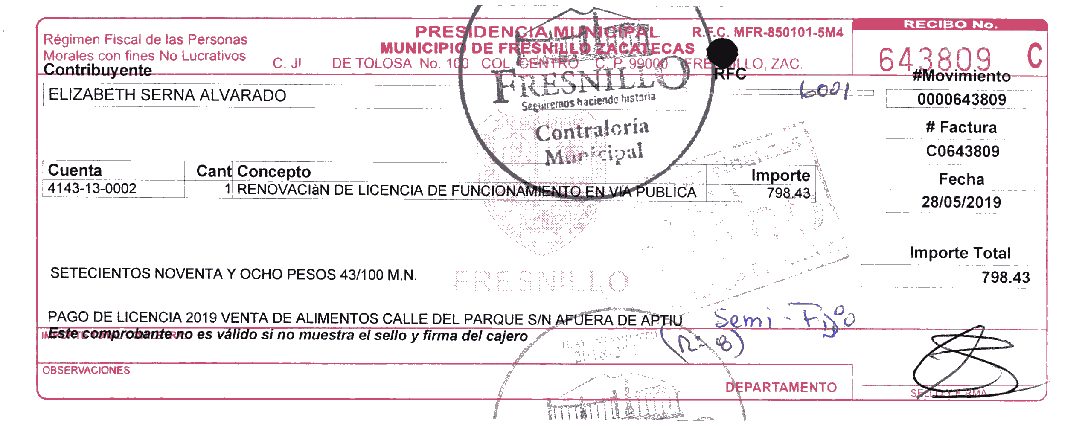 RECIBO No.
Régimen Fiscal de las Personas
Morales con fines No Lucrativos
PRESIDENCIA MUNICIPAL R.F.C. MFR-850101-5M4
MUNICIPIO DE FRESNILLO ZACATECAS
C. JI DE TOLOSA No. 100 COL. CENTRO C.P. 99000 FRESNILLO, ZAC.
643809 C
Contribuyente
RFC
ELIZABETH SERNA ALVARADO
6001
#Movimiento
0000643809
# Factura
C0643809
Fecha
28/05/2019
FRESNILLO
Seguiremos haciendo historia
Contraloría
Municipal
Cuenta Cant Concepto Importe
4143-13-0002 1 RENOVACIàN DE LICENCIA DE FUNCIONAMIENTO EN VIA PUBLICA 798.43
Importe Total
798.43
FRESNILLO
SETECIENTOS NOVENTA Y OCHO PESOS 43/100 M.N.
PAGO DE LICENCIA 2019 VENTA DE ALIMENTOS CALLE DEL PARQUE S/N AFUERA DE APTIU
Semi-Fijo
Este comprobante no es válido si no muestra el sello y firma del cajero
OBSERVACIONES
DEPARTAMENTO